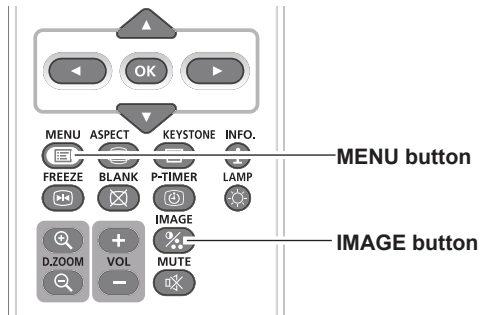 OK
MENU ASPECT KEYSTONE INFO.
MENU button
FREEZE BLANK P-TIMER LAMP
IMAGE
IMAGE button
D.ZOOM VOL MUTE